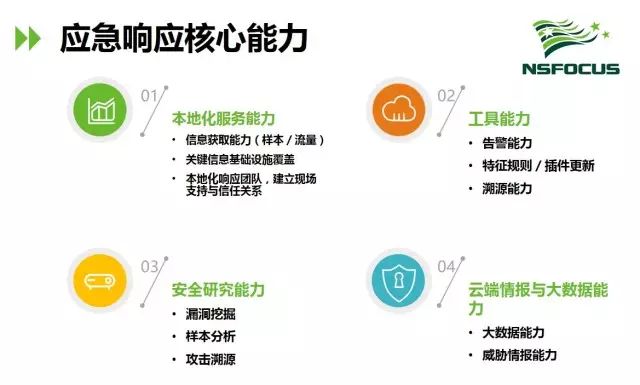 应急响应核心能力
NSFOCUS
01
本地化服务能力
• 信息获取能力（样本 / 流量）
• 关键信息基础设施覆盖
• 本地化响应团队，建立现场
支持与信任关系
02
工具能力
• 告警能力
• 特征规则 / 插件更新
• 溯源能力
03
安全研究能力
• 漏洞挖掘
• 样本分析
• 攻击溯源
04
云端情报与大数据能
力
• 大数据能力
• 威胁情报能力